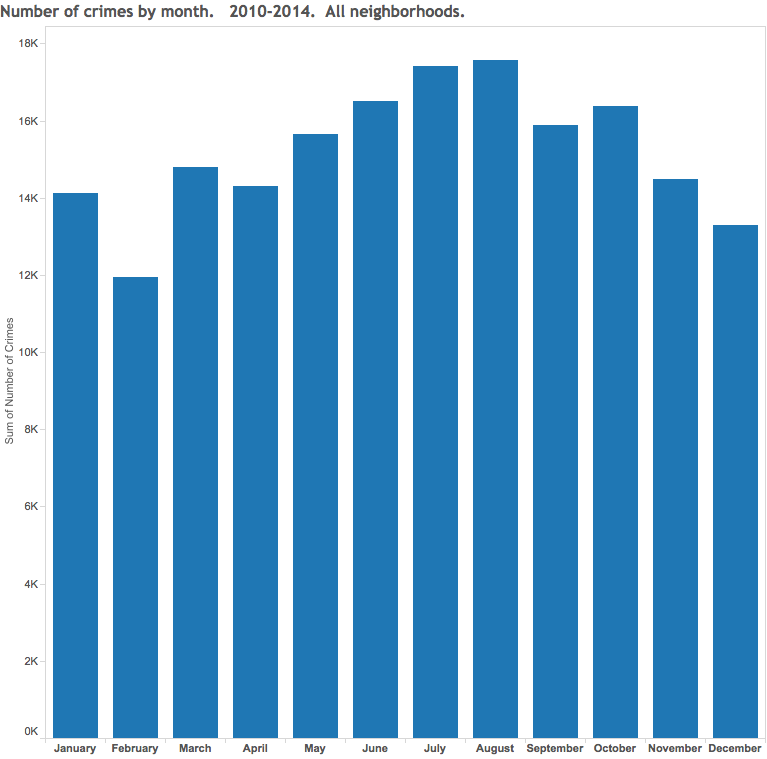 Number of crimes by month.   2010-2014.  All neighborhoods.
Sum of Number of Crimes
18K
16K
14K
12K
10K
8K
6K
4K
2K
0K
January February March April May June July August September October November December